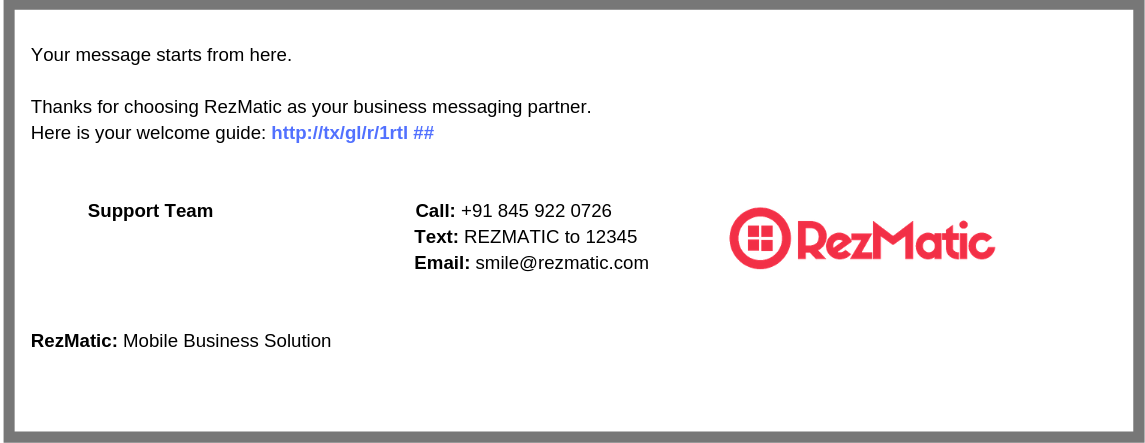 Your message starts from here.
Thanks for choosing RezMatic as your business messaging partner.
Here is your welcome guide: http://tx/gl/r/1rtl ##
Support Team
Call: +91 845 922 0726
Text: REZMATIC to 12345
Email: smile@rezmatic.com
RezMatic
RezMatic: Mobile Business Solution